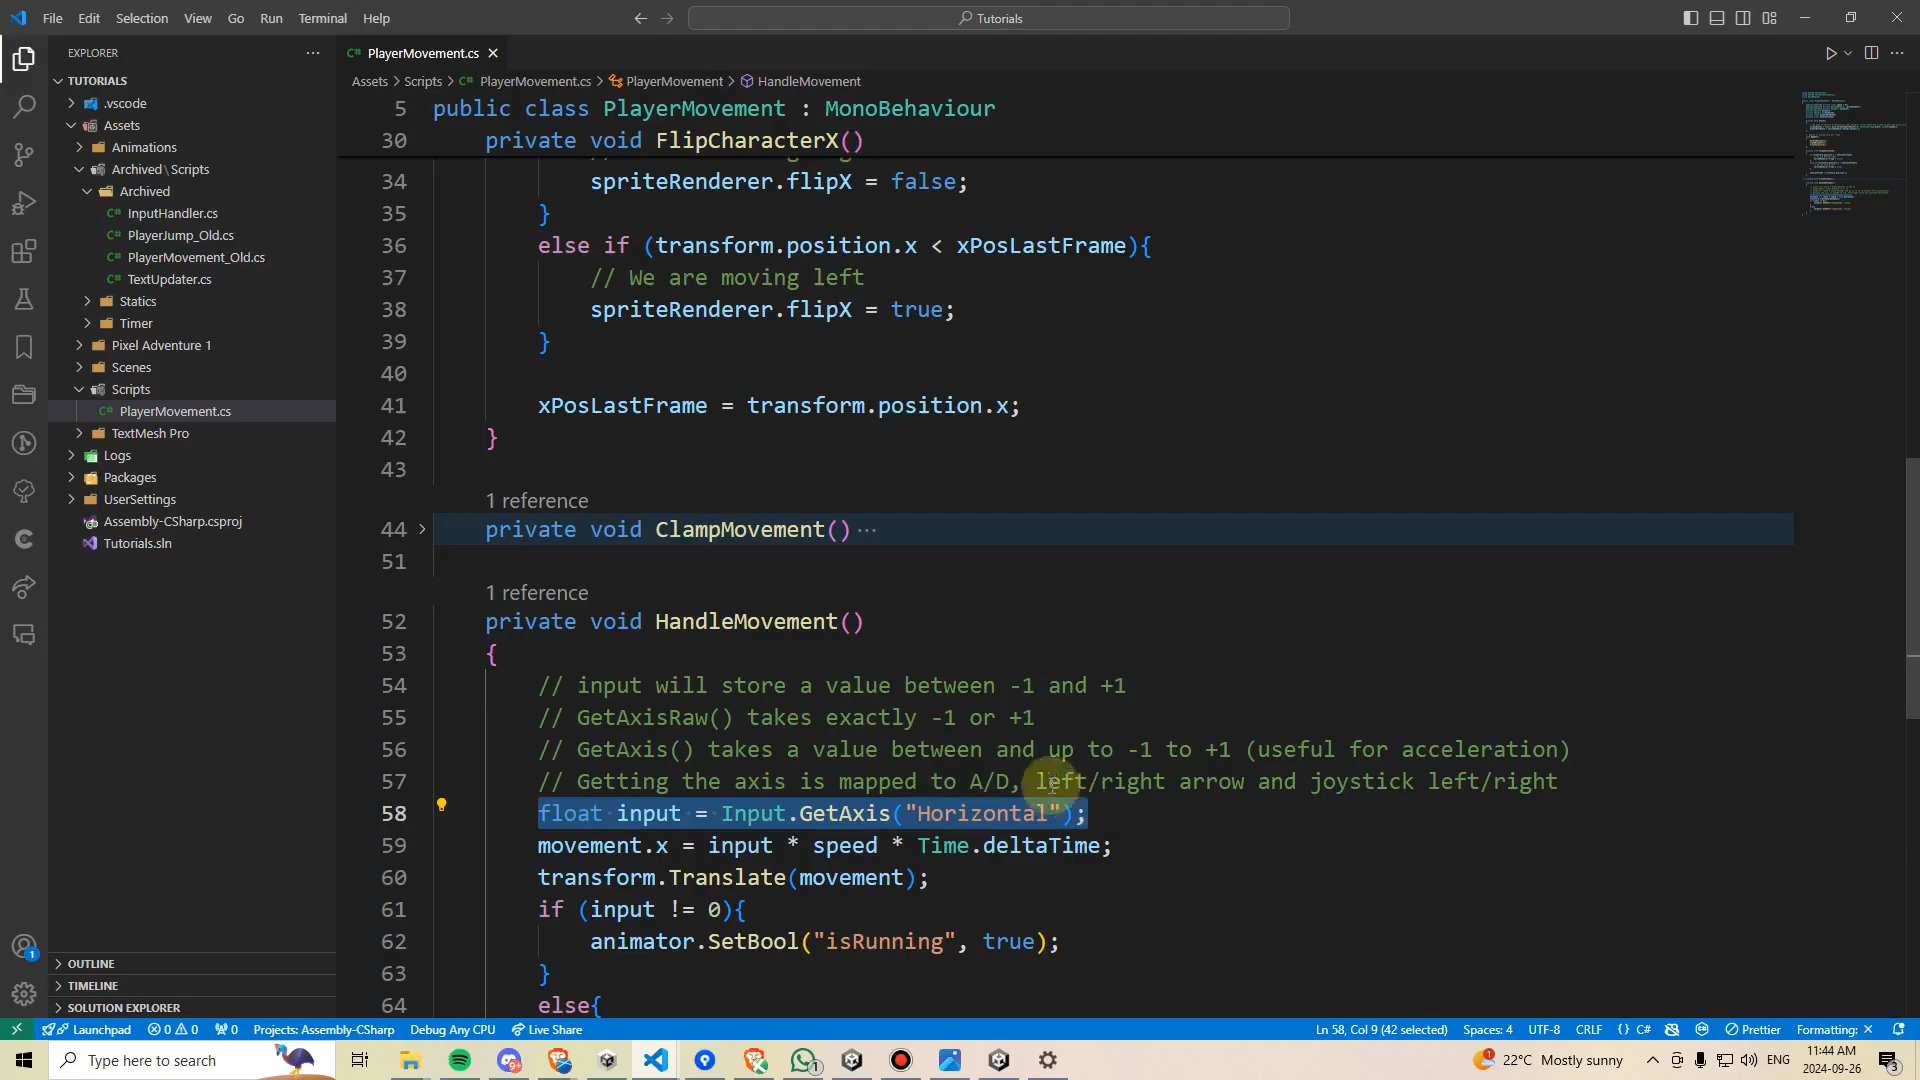 File Edit Selection View Go Run Terminal Help
Tutorials
EXPLORER
TUTORIALS
.vscode
Assets
Animations
Archived \ Scripts
Archived
InputHandler.cs
PlayerJump_Old.cs
PlayerMovement_Old.cs
TextUpdater.cs
Statics
Timer
Pixel Adventure 1
Scenes
Scripts
PlayerMovement.cs
TextMesh Pro
Logs
Packages
UserSettings
Assembly-CSharp.csproj
Tutorials.sln
OUTLINE
TIMELINE
SOLUTION EXPLORER
C# PlayerMovement.cs
Assets > Scripts > C# PlayerMovement.cs > PlayerMovement > HandleMovement
5 public class PlayerMovement : MonoBehaviour
30 private void FlipCharacterX()
34 spriteRenderer.flipX = false;
35 }
36 else if (transform.position.x < xPosLastFrame){
37 // We are moving left
38 spriteRenderer.flipX = true;
39 }
40
41 xPosLastFrame = transform.position.x;
42 }
43
1 reference
44 private void ClampMovement() ···
51
1 reference
52 private void HandleMovement()
53 {
54 // input will store a value between -1 and +1
55 // GetAxisRaw() takes exactly -1 or +1
56 // GetAxis() takes a value between and up to -1 to +1 (useful for acceleration)
57 // Getting the axis is mapped to A/D, left/right arrow and joystick left/right
58 float input = Input.GetAxis("Horizontal");
59 movement.x = input * speed * Time.deltaTime;
60 transform.Translate(movement);
61 if (input != 0){
62 animator.SetBool("isRunning", true);
63 }
64 else{
Launchpad 0 0 0 Projects: Assembly-CSharp Debug Any CPU Live Share Ln 58, Col 9 (42 selected) Spaces: 4 UTF-8 CRLF {} C# Prettier Formatting: ×
Type here to search
22°C Mostly sunny ENG 11:44 AM
2024-09-26